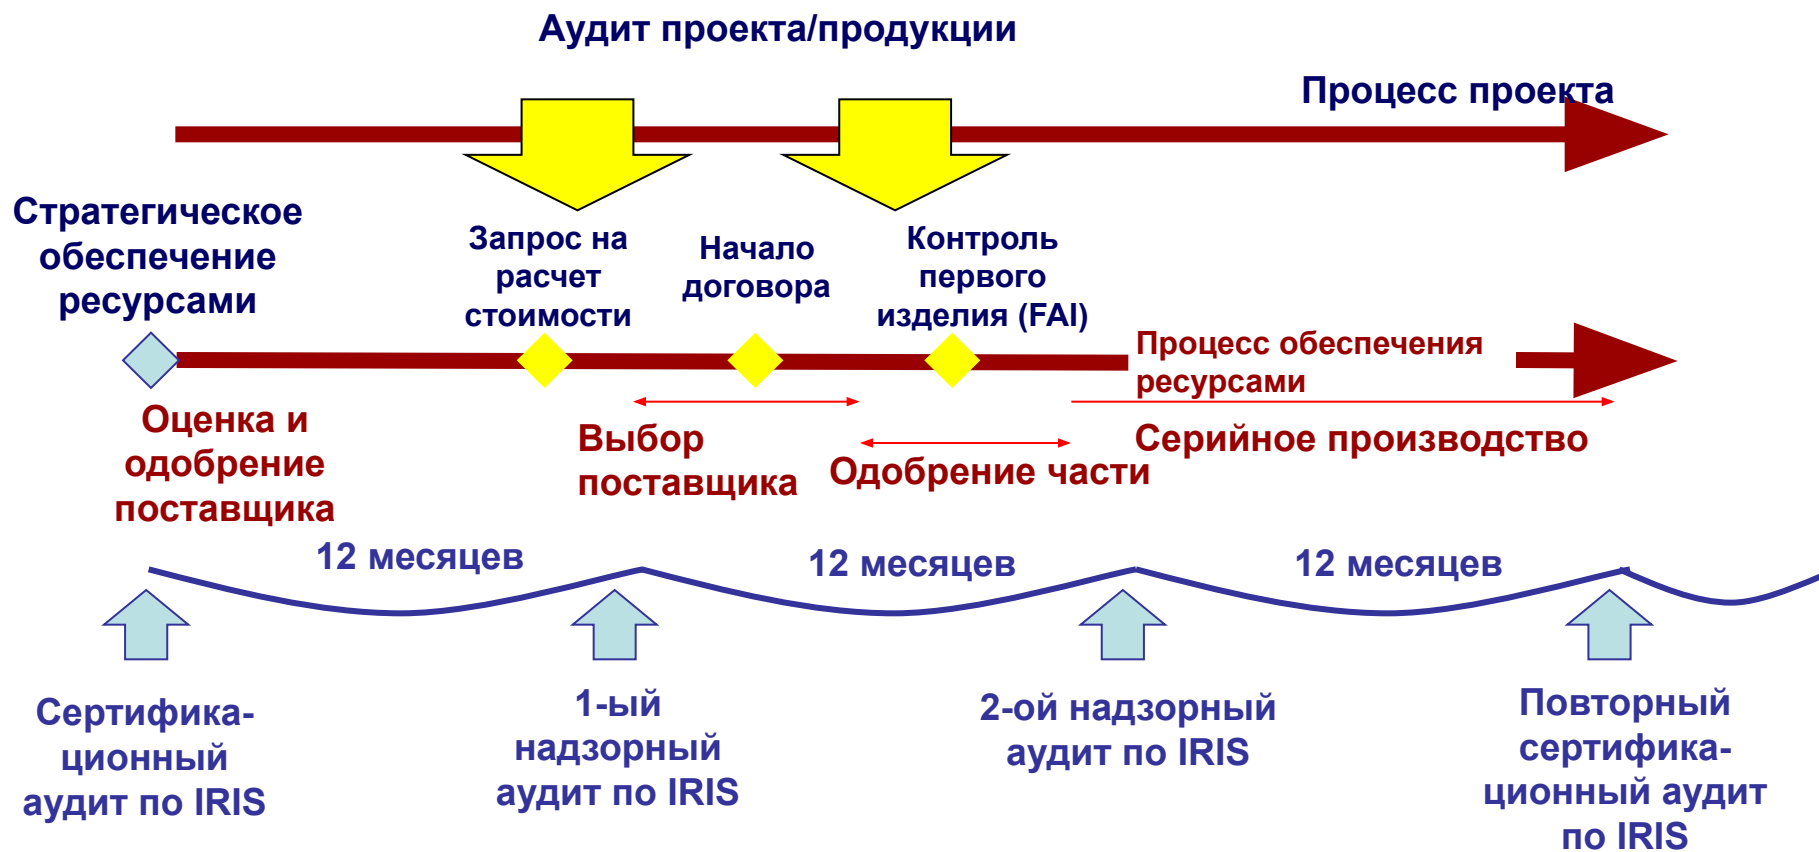 Аудит проекта/продукции
Процесс проекта
Стратегическое
обеспечение
ресурсами
Запрос на
расчет
стоимости
Начало
договора
Контроль
первого
изделия (FAI)
Процесс обеспечения
ресурсами
Оценка и
одобрение
поставщика
Выбор
поставщика
Одобрение части
Серийное производство
12 месяцев
12 месяцев
12 месяцев
Сертифика-
ционный
аудит по IRIS
1-ый
надзорный
аудит по IRIS
2-ой надзорный
аудит по IRIS
Повторный
сертифика-
ционный аудит
по IRIS